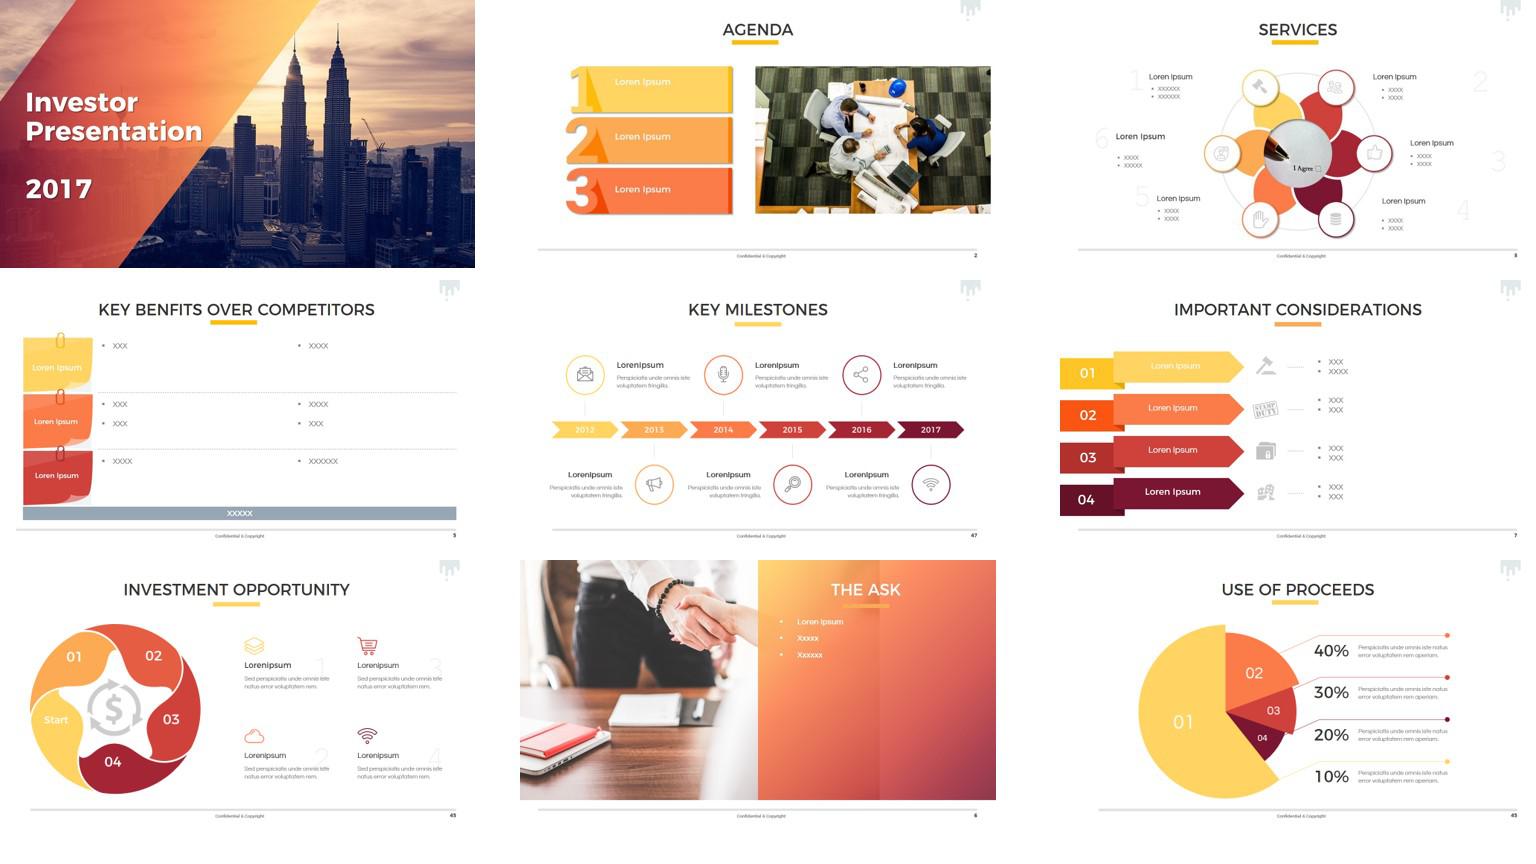 Investor
Presentation
2017
AGENDA
1
Loren Ipsum
2
Loren Ipsum
3
Loren Ipsum
Confidential & Copyright
2
SERVICES
1
Loren Ipsum
• XXXXXX
• XXXXXX
2
Loren Ipsum
• XXXX
• XXXX
6
Loren Ipsum
• XXXX
• XXXXX
3
Loren Ipsum
• XXXX
• XXXX
I Agree
5
Loren Ipsum
• XXXX
• XXXX
4
Loren Ipsum
• XXXX
• XXXX
Confidential & Copyright
8
KEY BENFITS OVER COMPETITORS
Loren Ipsum
• XXX
• XXXX
Loren Ipsum
• XXX
• XXXX
• XXX
• XXX
Loren Ipsum
• XXXX
• XXXXXX
XXXXX
Confidential & Copyright
5
KEY MILESTONES
LorenIpsum
Perspiciatis unde omnis iste
voluptatem fringilla.
LorenIpsum
Perspiciatis unde omnis iste
voluptatem fringilla.
LorenIpsum
Perspiciatis unde omnis iste
voluptatem fringilla.
2012
2013
2014
2015
2016
2017
LorenIpsum
Perspiciatis unde omnis iste
voluptatem fringilla.
LorenIpsum
Perspiciatis unde omnis iste
voluptatem fringilla.
LorenIpsum
Perspiciatis unde omnis iste
voluptatem fringilla.
Confidential & Copyright
47
IMPORTANT CONSIDERATIONS
01
Loren Ipsum
• XXX
• XXXX
02
Loren Ipsum
STAMP
DUTY
• XXX
• XXX
03
Loren Ipsum
• XXX
• XXX
04
Loren Ipsum
• XXX
• XXX
Confidential & Copyright
7
INVESTMENT OPPORTUNITY
01
02
03
04
Start
$
LorenIpsum
1
Sed perspiciatis unde omnis iste
natus error voluptatem rem.
LorenIpsum
3
Sed perspiciatis unde omnis iste
natus error voluptatem rem.
LorenIpsum
2
Sed perspiciatis unde omnis iste
natus error voluptatem rem.
LorenIpsum
4
Sed perspiciatis unde omnis iste
natus error voluptatem rem.
Confidential & Copyright
45
THE ASK
• Loren Ipsum
• Xxxxx
• Xxxxxx
Confidential & Copyright
6
USE OF PROCEEDS
01
02
03
04
40%
Perspiciatis unde omnis iste natus
error voluptatem rem aperiam.
30%
Perspiciatis unde omnis iste natus
error voluptatem rem aperiam.
20%
Perspiciatis unde omnis iste natus
error voluptatem rem aperiam.
10%
Perspiciatis unde omnis iste natus
error voluptatem rem aperiam.
Confidential & Copyright
45